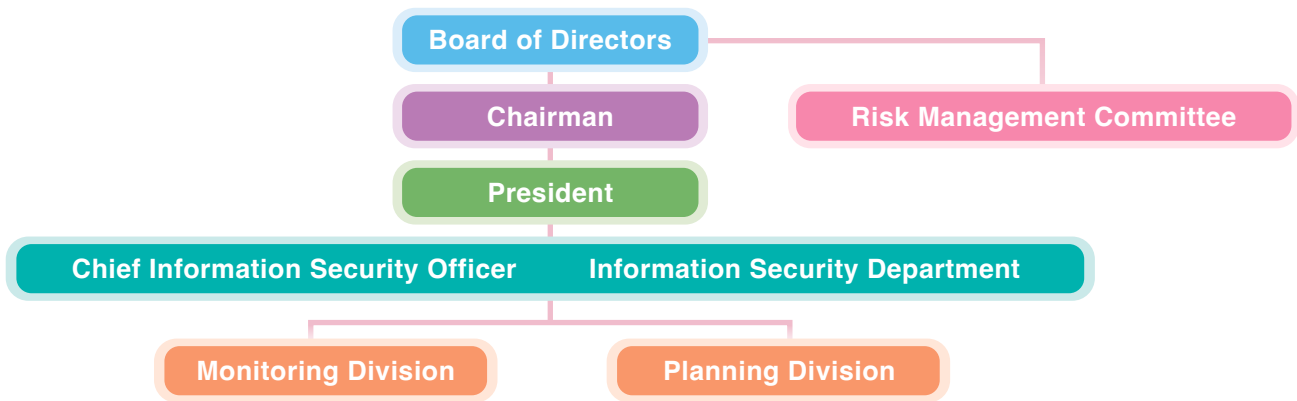 Board of Directors
Chairman
Risk Management Committee
President
Chief Information Security Officer Information Security Department
Monitoring Division
Planning Division